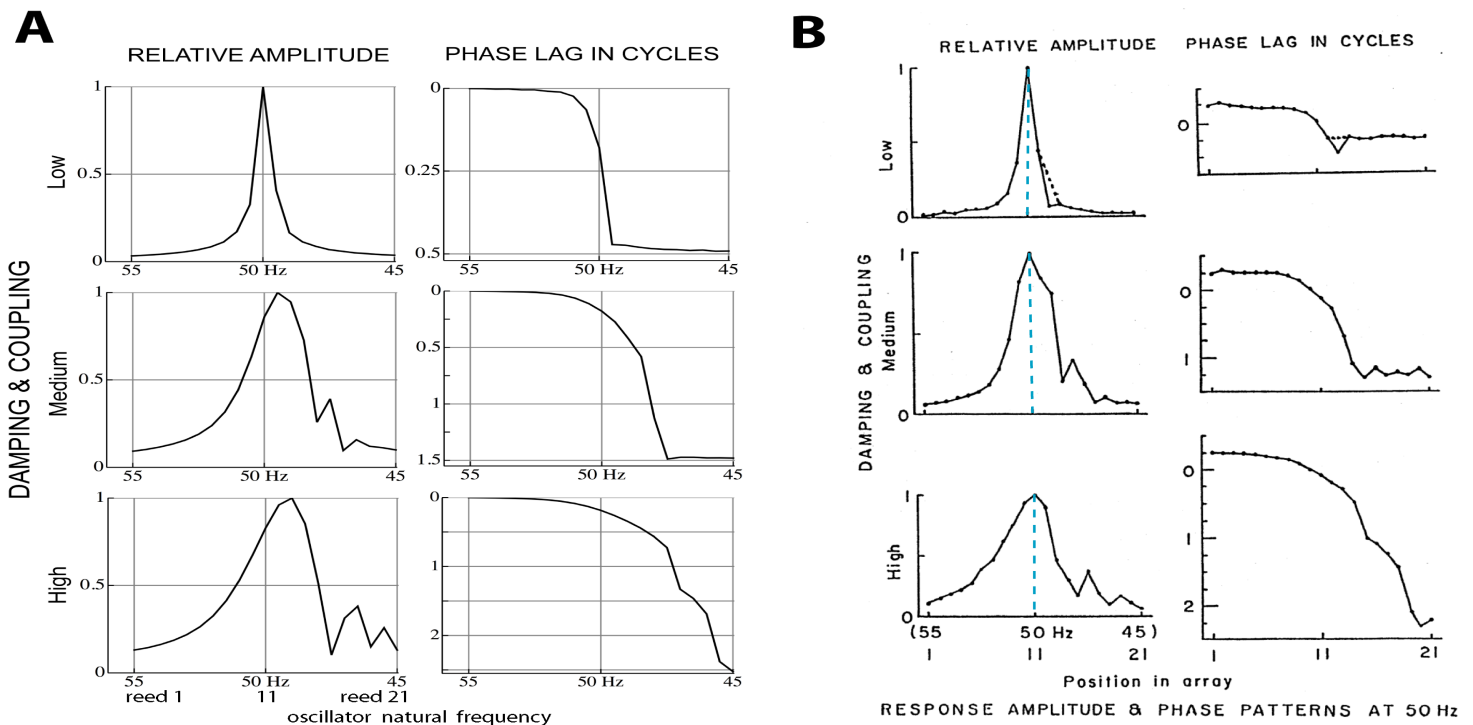 A
RELATIVE AMPLITUDE
PHASE LAG IN CYCLES
DAMPING & COUPLING
Low
1
0.5
0
55
50 Hz
45
0
0.25
0.5
55
50 Hz
45
Medium
1
0.5
0
55
50 Hz
45
0
0.5
1
1.5
55
50 Hz
45
High
1
0.5
0
55
50 Hz
45
reed 1
11
reed 21
0
1
2
55
50 Hz
45
oscillator natural frequency
B
RELATIVE AMPLITUDE
PHASE LAG IN CYCLES
DAMPING & COUPLING
Low
1
0
0
Medium
1
0
0
1
High
1
0
(55
50 Hz
45)
1
11
21
0
1
2
1
11
21
Position in array
RESPONSE AMPLITUDE & PHASE PATTERNS AT 50 Hz